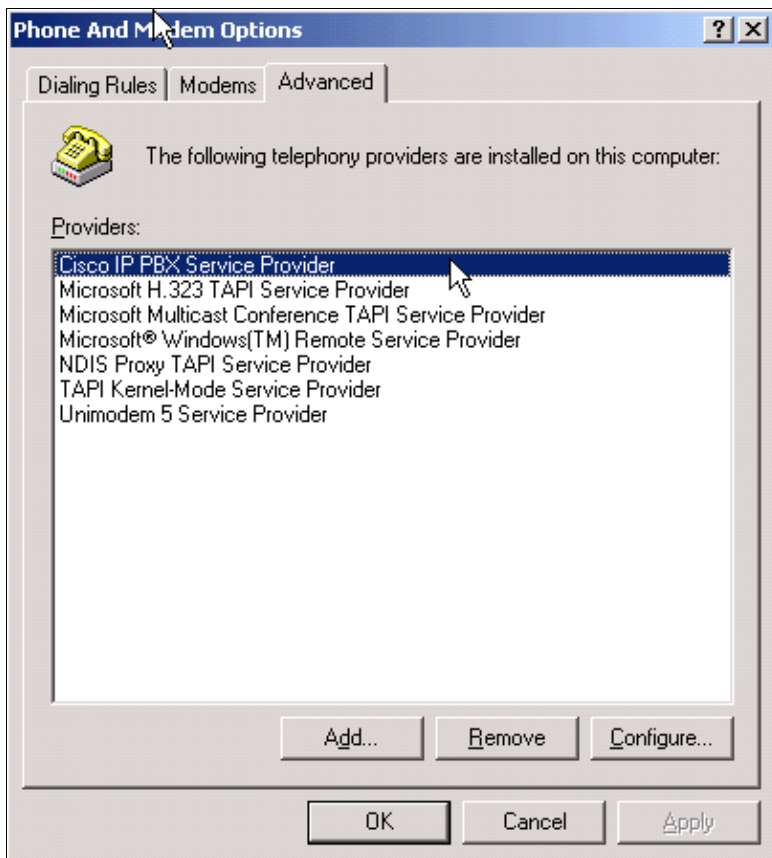 Phone And Modem Options
Dialing Rules
Modems
Advanced
The following telephony providers are installed on this computer:
Providers:
Cisco IP PBX Service Provider
Microsoft H.323 TAPI Service Provider
Microsoft Multicast Conference TAPI Service Provider
Microsoft® Windows(TM) Remote Service Provider
NDIS Proxy TAPI Service Provider
TAPI Kernel-Mode Service Provider
Unimodem 5 Service Provider
Add...
Remove
Configure...
OK
Cancel
Apply